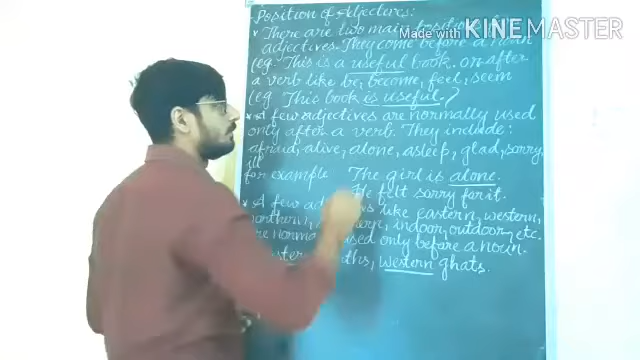 Made with KINEMASTER
Position of Adjectives:
There are two main positions
adjectives. They come before a noun
(eg. This is a useful book. or after
a verb like be, become, feel, seem
(eg This book is useful.)
* A few adjectives are normally used
only after a verb. They include:
afraid, alive, alone, asleep, glad, sorry,
ill
for example The girl is alone.
He felt sorry for it.
* A few like eastern, western,
northern, indoor, outdoor, etc.
used only before a noun.
western ghats.